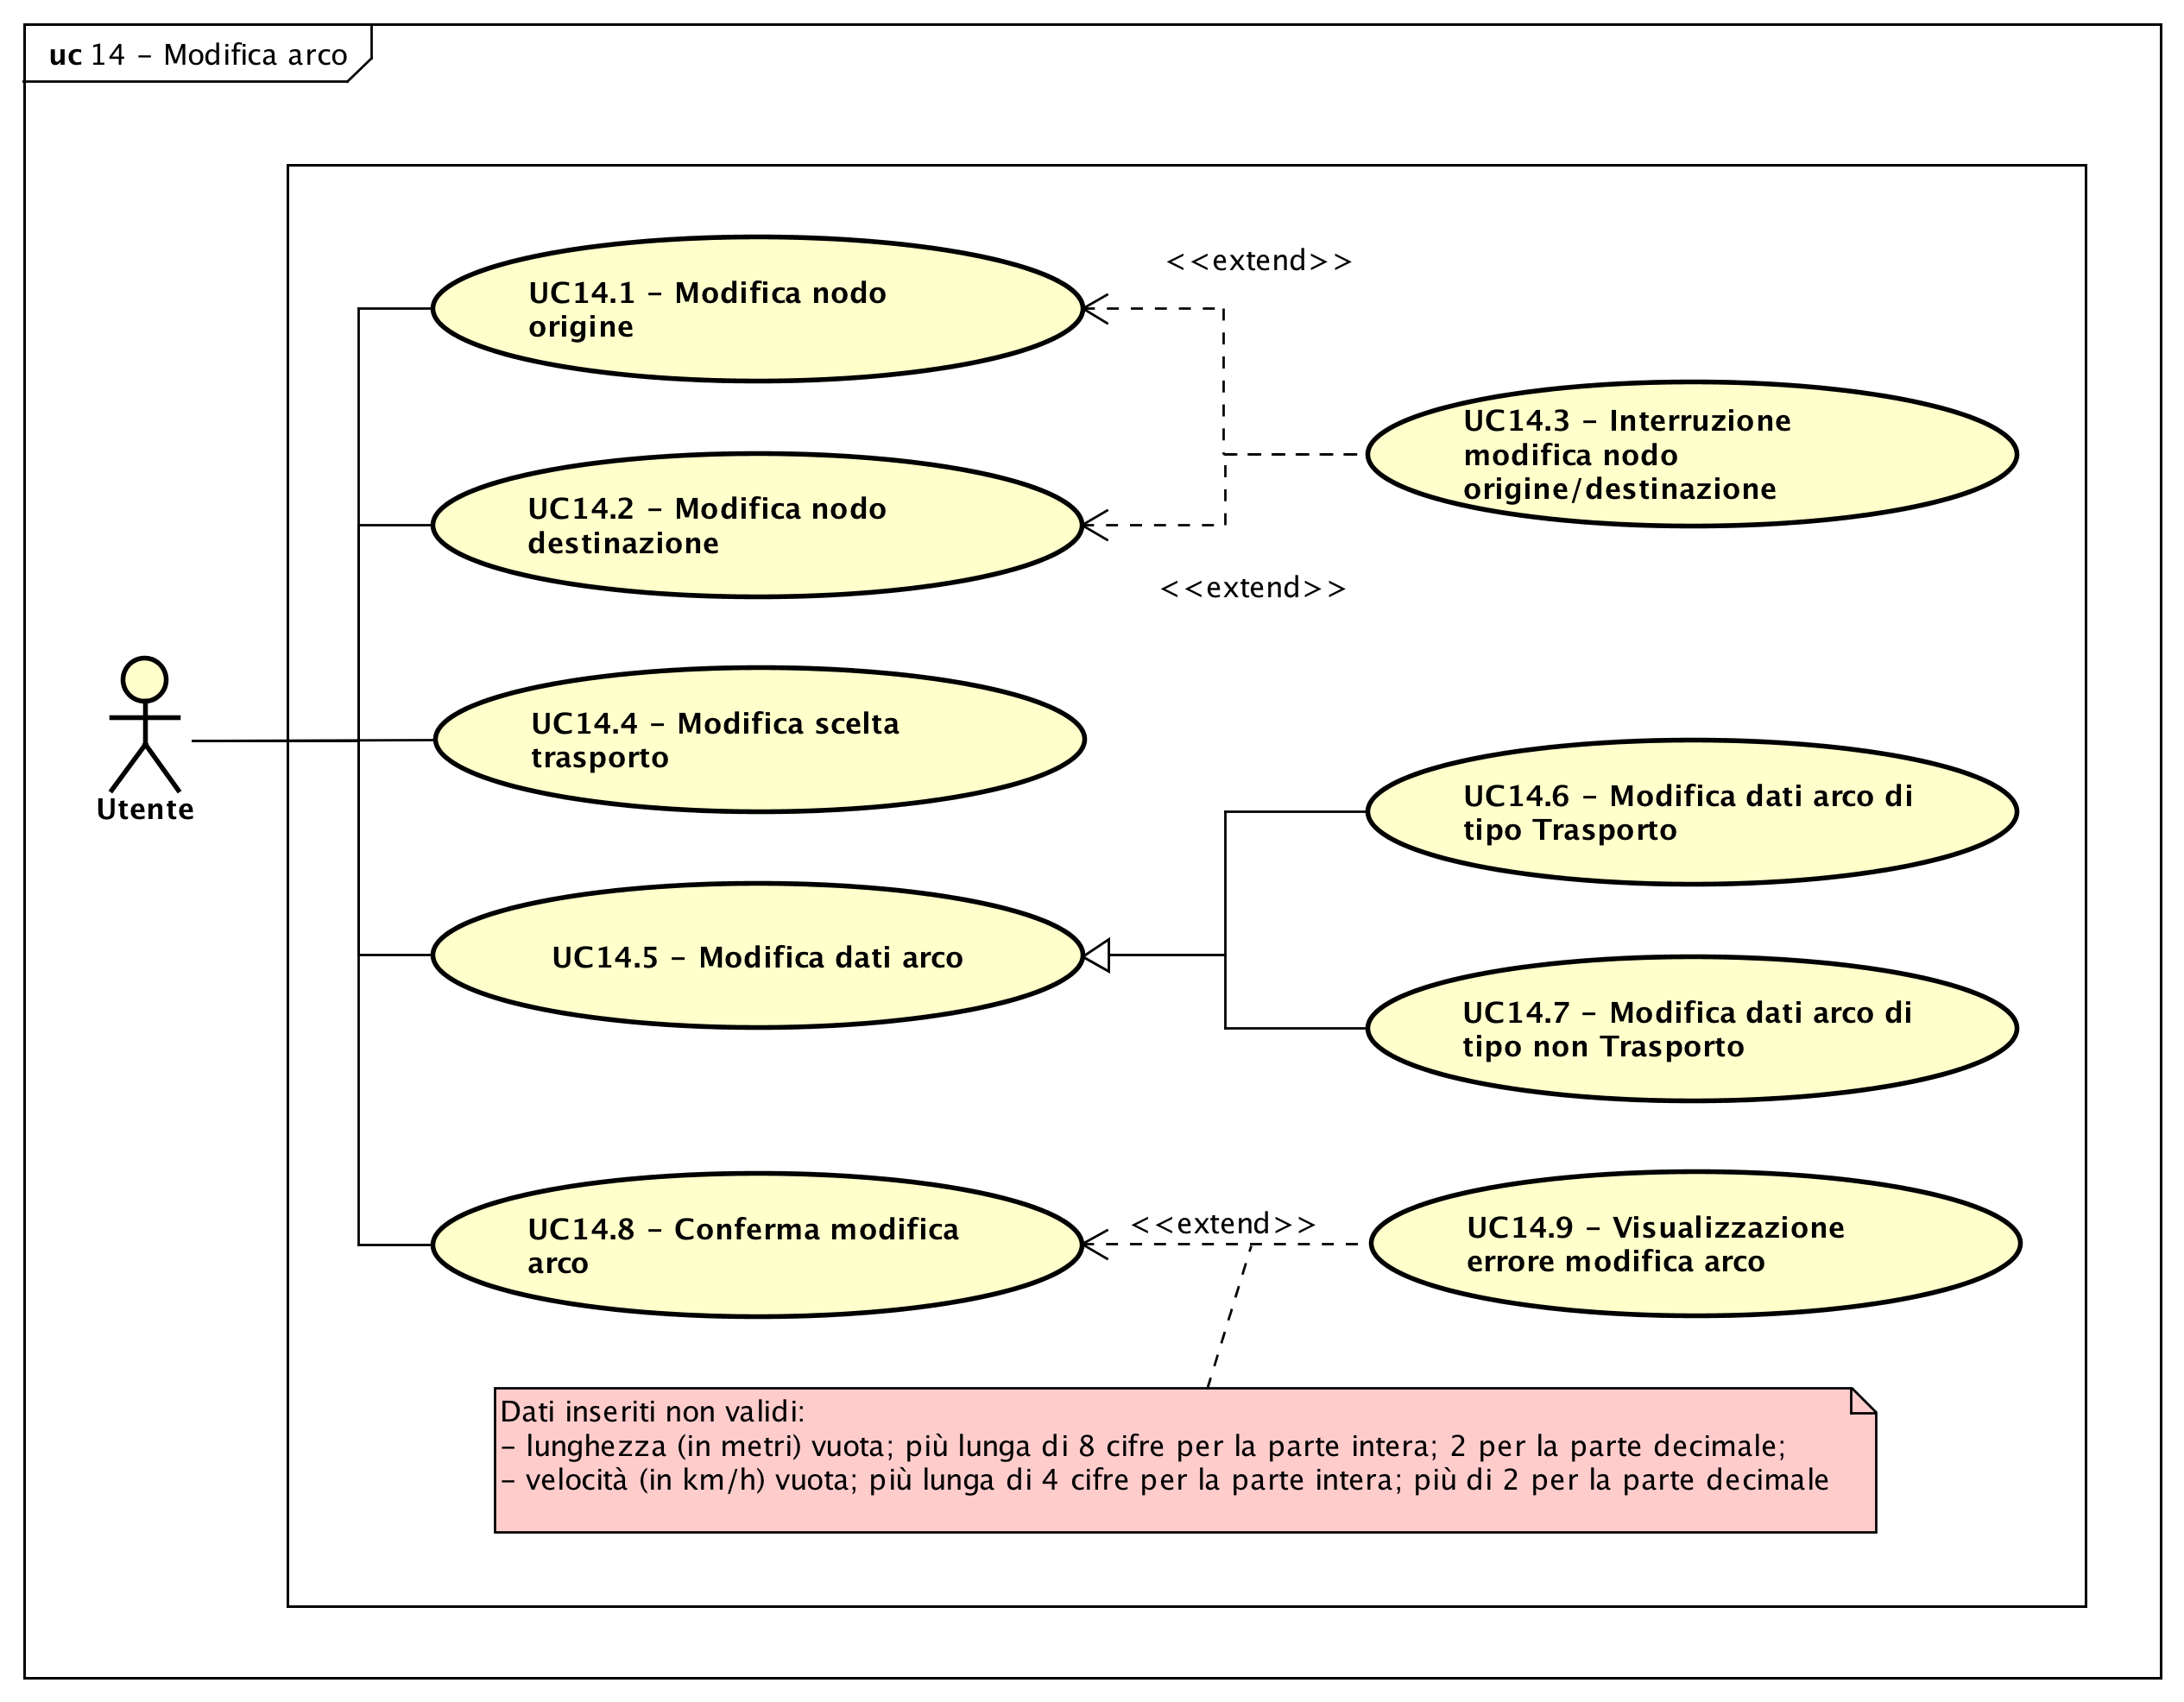 uc 14 – Modifica arco
UC14.1 – Modifica nodo
origine
<<extend>>
UC14.3 – Interruzione
modifica nodo
origine/destinazione
UC14.2 – Modifica nodo
destinazione
<<extend>>
Utente
UC14.4 – Modifica scelta
trasporto
UC14.6 – Modifica dati arco di
tipo Trasporto
UC14.5 – Modifica dati arco
UC14.7 – Modifica dati arco di
tipo non Trasporto
UC14.8 – Conferma modifica
arco
<<extend>>
UC14.9 – Visualizzazione
errore modifica arco
Dati inseriti non validi:
– lunghezza (in metri) vuota; più lunga di 8 cifre per la parte intera; 2 per la parte decimale;
– velocità (in km/h) vuota; più lunga di 4 cifre per la parte intera; più di 2 per la parte decimale